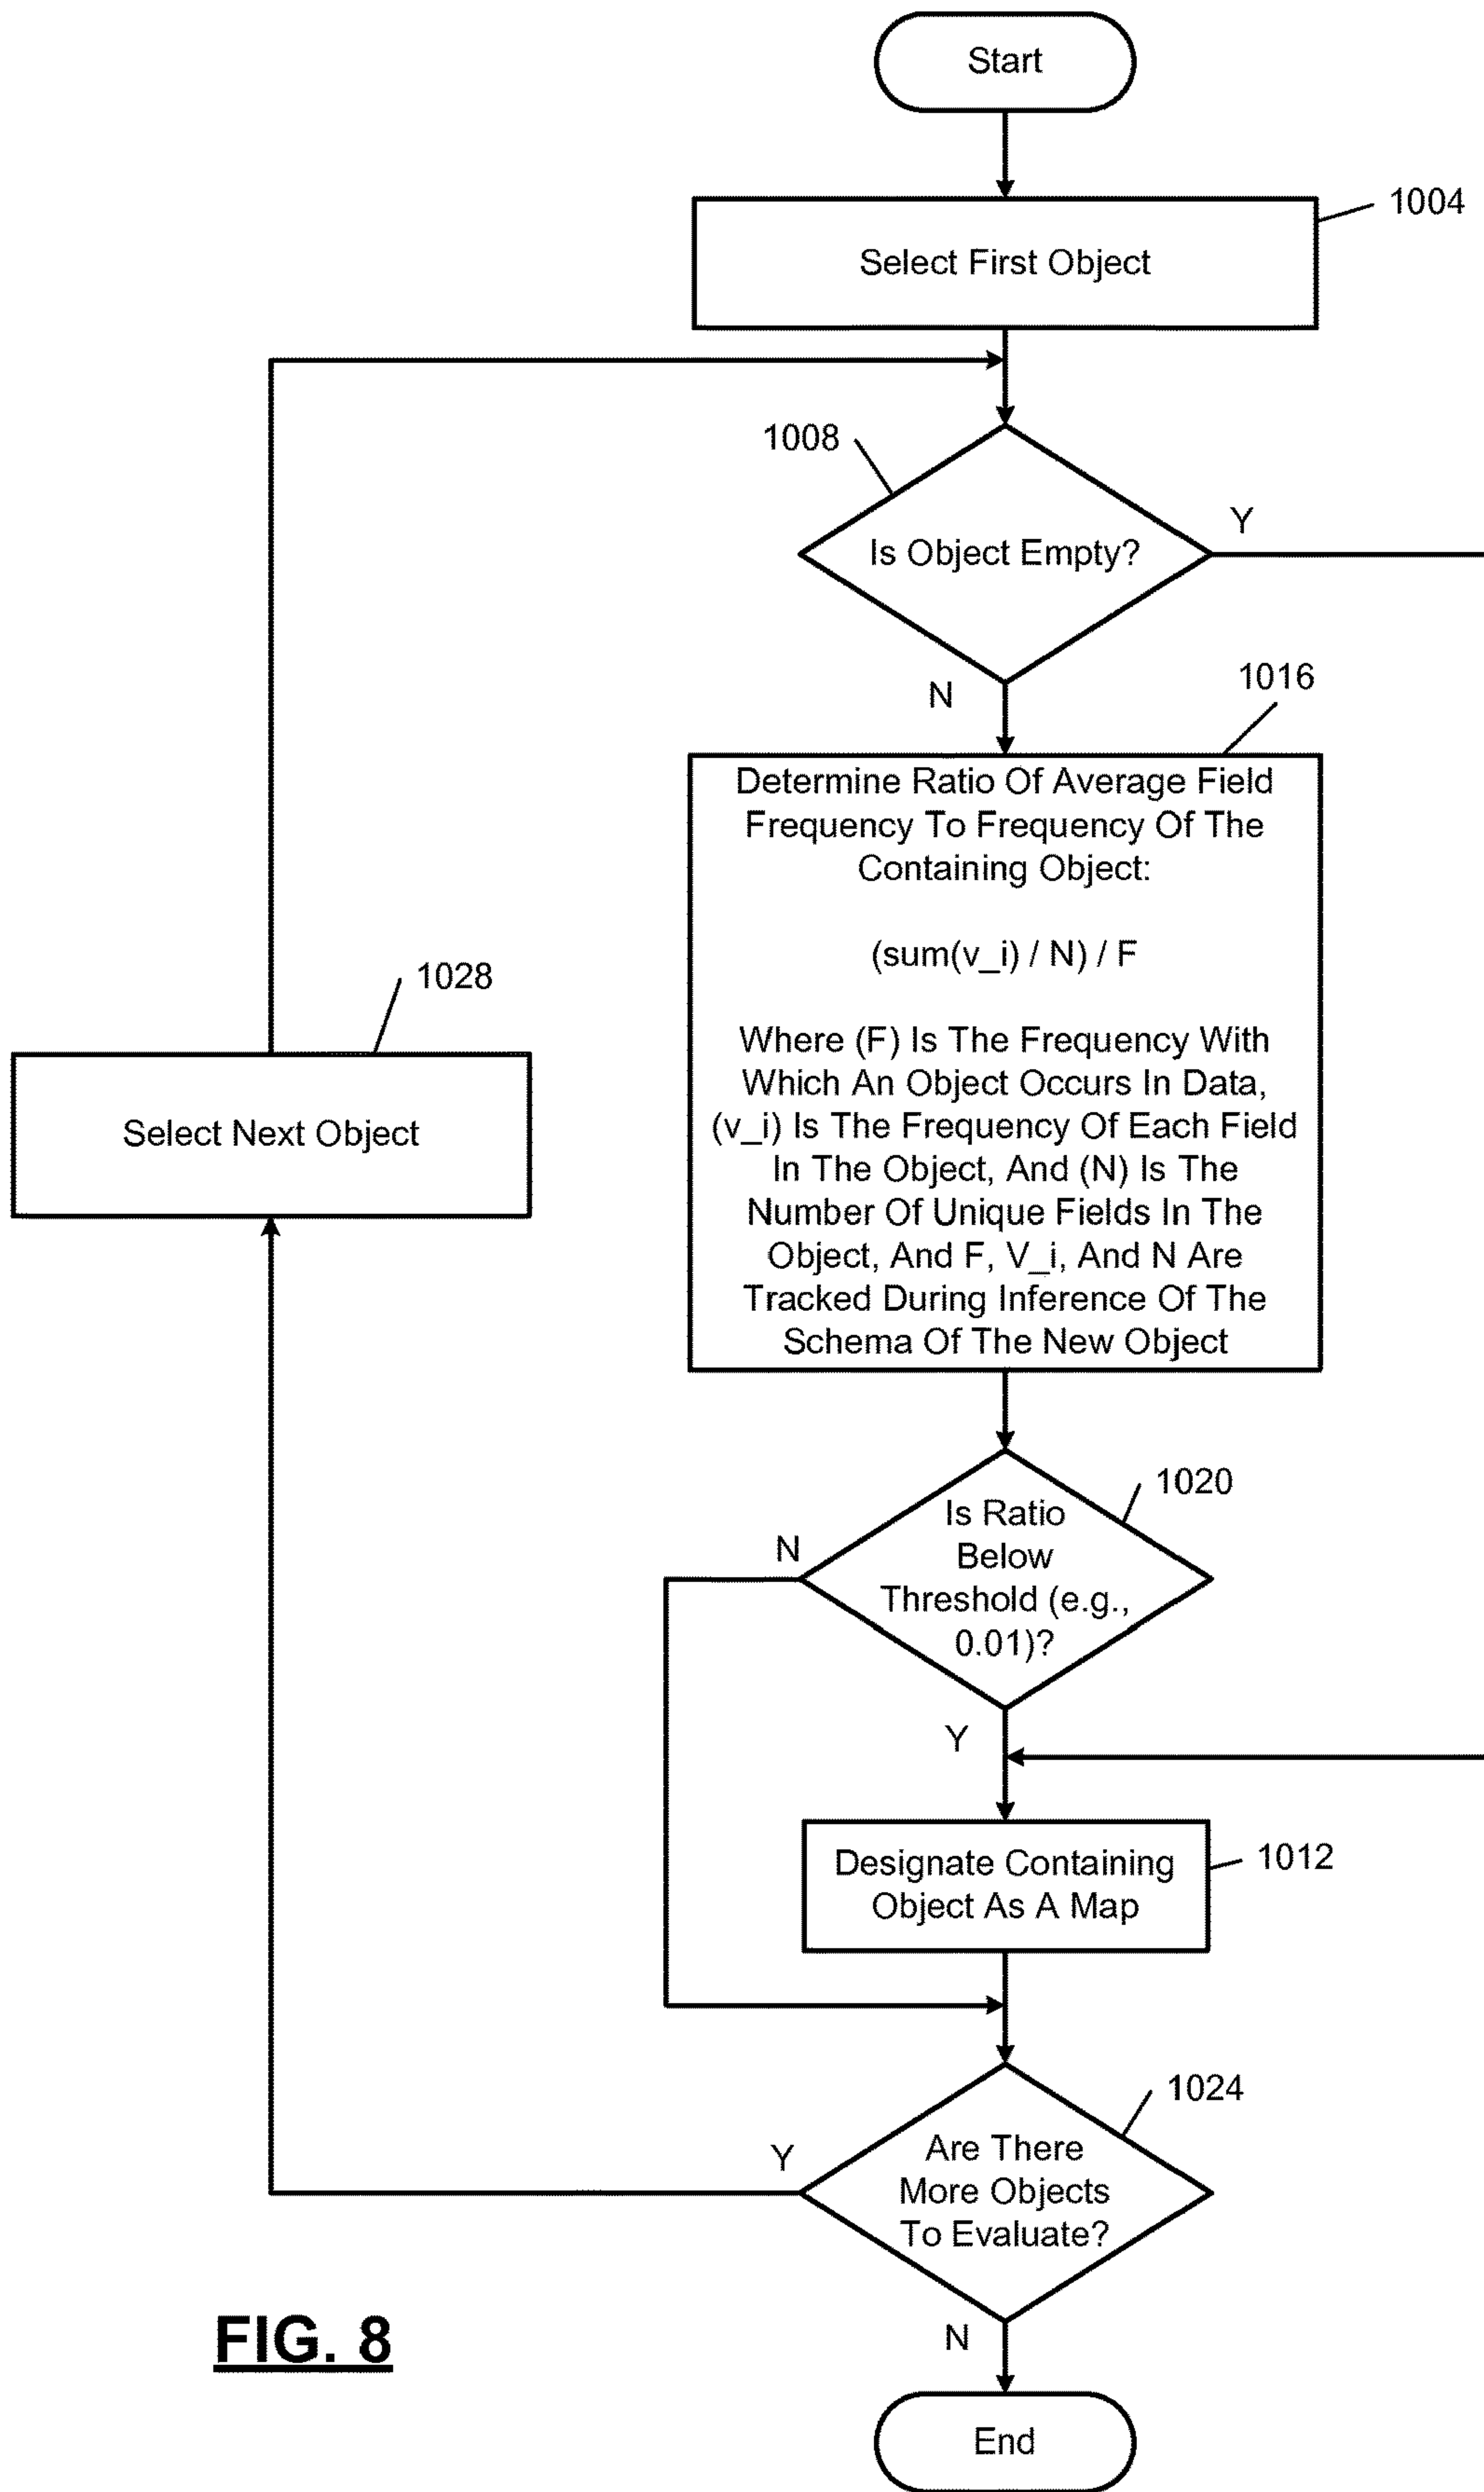 Start
1004
Select First Object
1008
Is Object Empty?
Y
N
1016
Determine Ratio Of Average Field
Frequency To Frequency Of The
Containing Object:
(sum(v_i) / N) / F
Where (F) Is The Frequency With
Which An Object Occurs In Data,
(v_i) Is The Frequency Of Each Field
In The Object, And (N) Is The
Number Of Unique Fields In The
Object, And F, V_i, And N Are
Tracked During Inference Of The
Schema Of The New Object
1028
Select Next Object
1020
Is Ratio
Below
Threshold (e.g.,
0.01)?
N
Y
Designate Containing
Object As A Map
1012
1024
Are There
More Objects
To Evaluate?
Y
N
End
FIG. 8